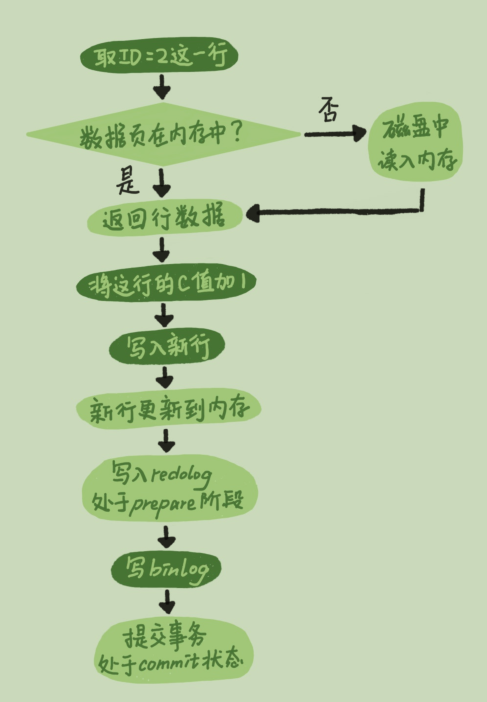 取ID=2这一行
数据页在内存中?
否
磁盘中
读入内存
是
返回行数据
将这行的C值加1
写入新行
新行更新到内存
写入redolog
处于prepare阶段
写binlog
提交事务
处于commit状态